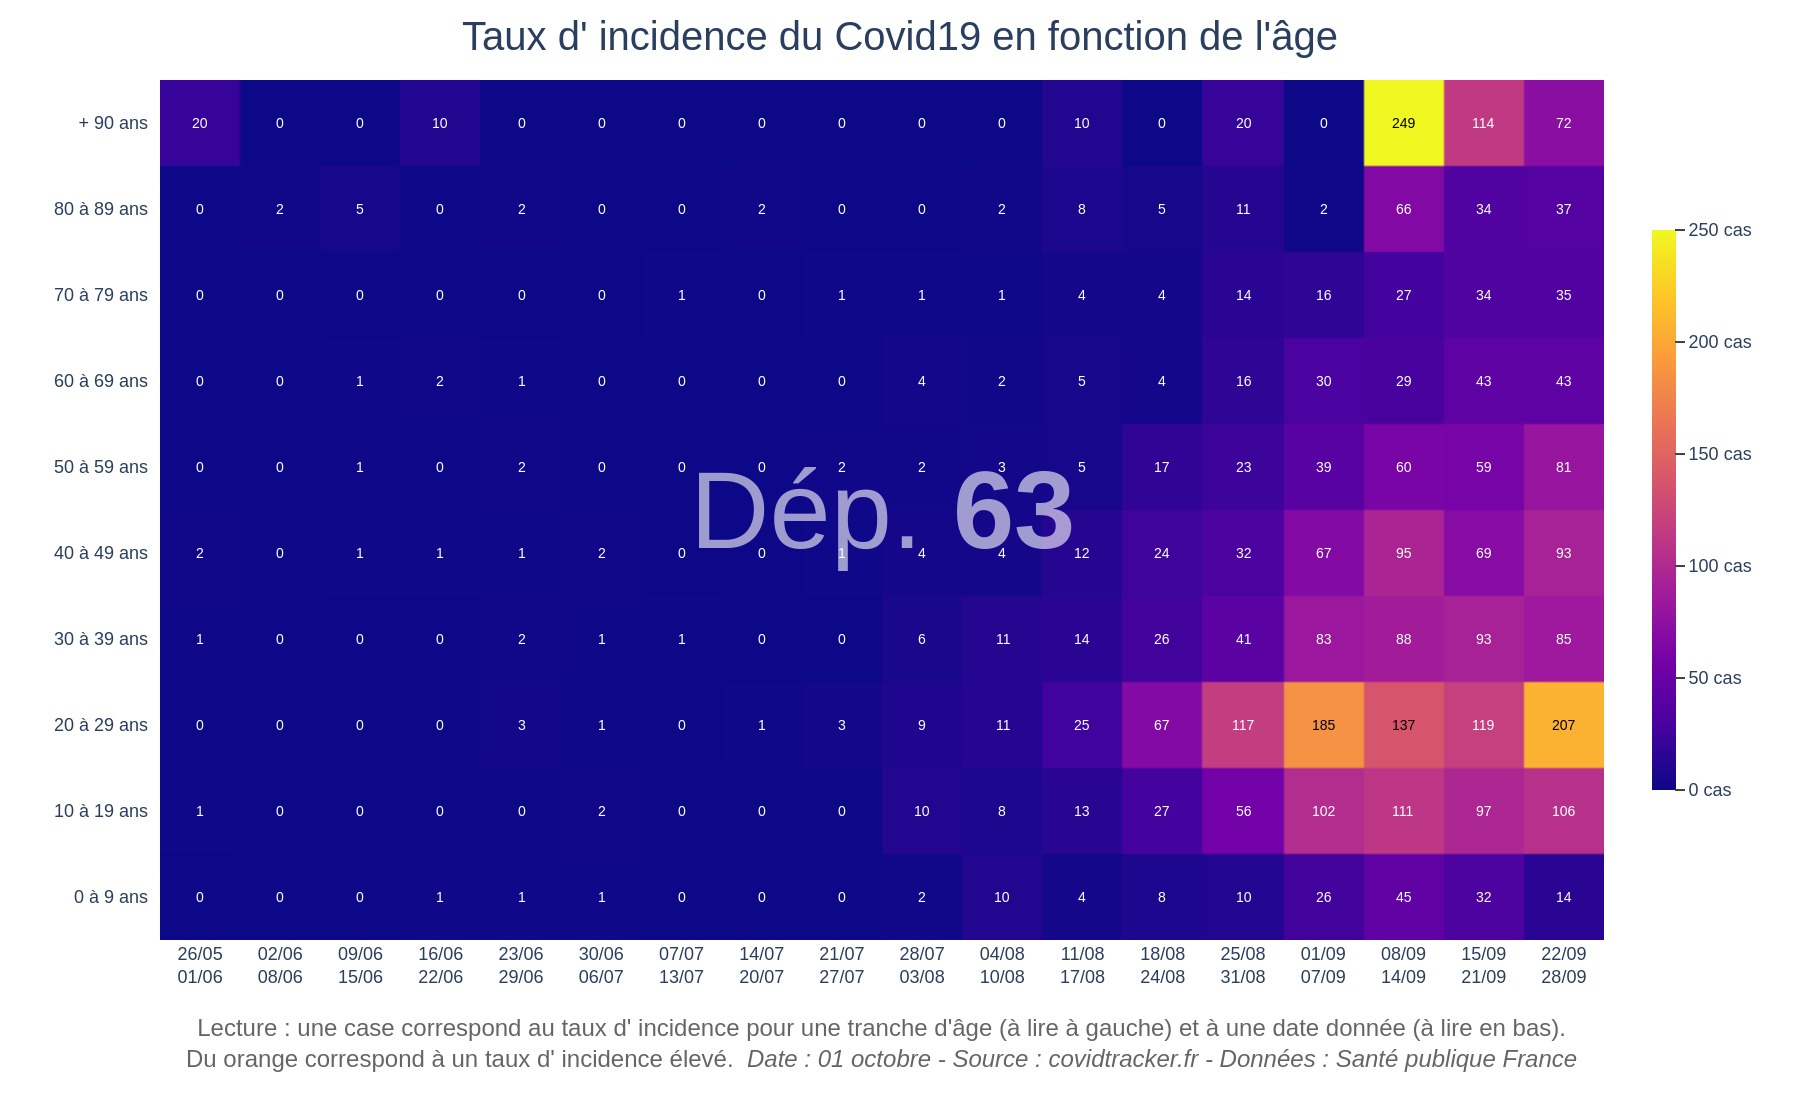 Taux d' incidence du Covid19 en fonction de l'âge
+ 90 ans 20 0 0 10 0 0 0 0 0 0 0 10 0 20 0 249 114 72
80 à 89 ans 0 2 5 0 2 0 0 2 0 0 2 8 5 11 2 66 34 37
70 à 79 ans 0 0 0 0 0 0 1 0 1 1 1 4 4 14 16 27 34 35
60 à 69 ans 0 0 1 2 1 0 0 0 0 4 2 5 4 16 30 29 43 43
50 à 59 ans 0 0 1 0 2 0 0 0 2 2 3 5 17 23 39 60 59 81
Dép. 63
40 à 49 ans 2 0 1 1 1 2 0 0 1 4 4 12 24 32 67 95 69 93
30 à 39 ans 1 0 0 0 2 1 1 0 0 6 11 14 26 41 83 88 93 85
20 à 29 ans 0 0 0 0 3 1 0 1 3 9 11 25 67 117 185 137 119 207
10 à 19 ans 1 0 0 0 0 2 0 0 0 10 8 13 27 56 102 111 97 106
0 à 9 ans 0 0 0 1 1 1 0 0 0 2 10 4 8 10 26 45 32 14
26/05 02/06 09/06 16/06 23/06 30/06 07/07 14/07 21/07 28/07 04/08 11/08 18/08 25/08 01/09 08/09 15/09 22/09
01/06 08/06 15/06 22/06 29/06 06/07 13/07 20/07 27/07 03/08 10/08 17/08 24/08 31/08 07/09 14/09 21/09 28/09
250 cas
200 cas
150 cas
100 cas
50 cas
0 cas
Lecture : une case correspond au taux d' incidence pour une tranche d'âge (à lire à gauche) et à une date donnée (à lire en bas).
Du orange correspond à un taux d' incidence élevé. Date : 01 octobre - Source : covidtracker.fr - Données : Santé publique France